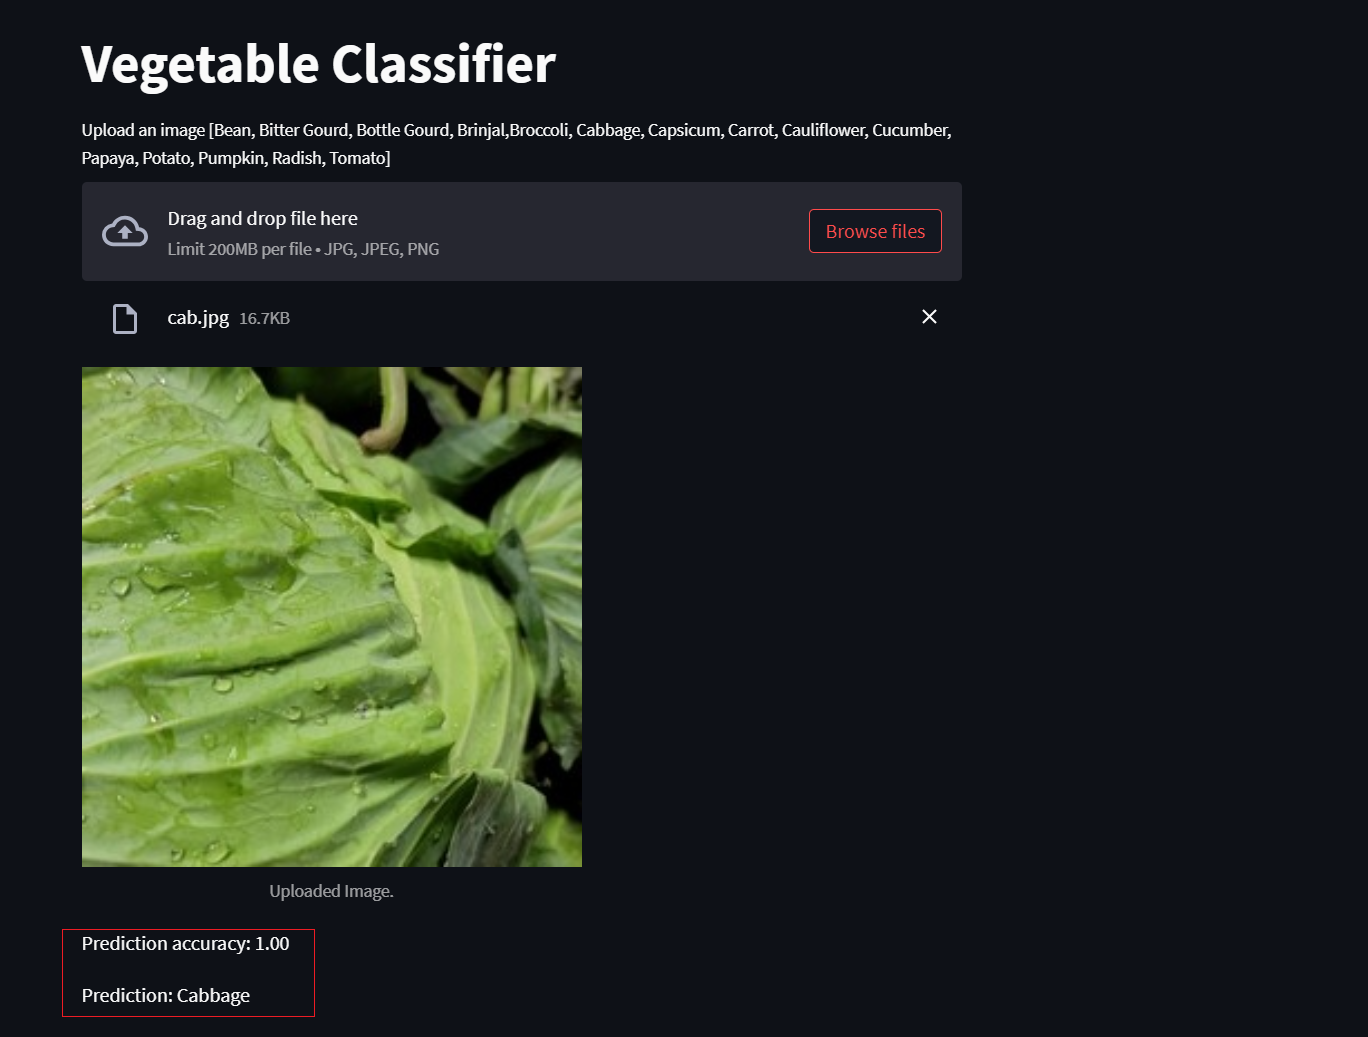 Vegetable Classifier
Upload an image [Bean, Bitter Gourd, Bottle Gourd, Brinjal,Broccoli, Cabbage, Capsicum, Carrot, Cauliflower, Cucumber,
Papaya, Potato, Pumpkin, Radish, Tomato]
Drag and drop file here
Limit 200MB per file • JPG, JPEG, PNG
Browse files
cab.jpg 16.7KB
Uploaded Image.
Prediction accuracy: 1.00
Prediction: Cabbage